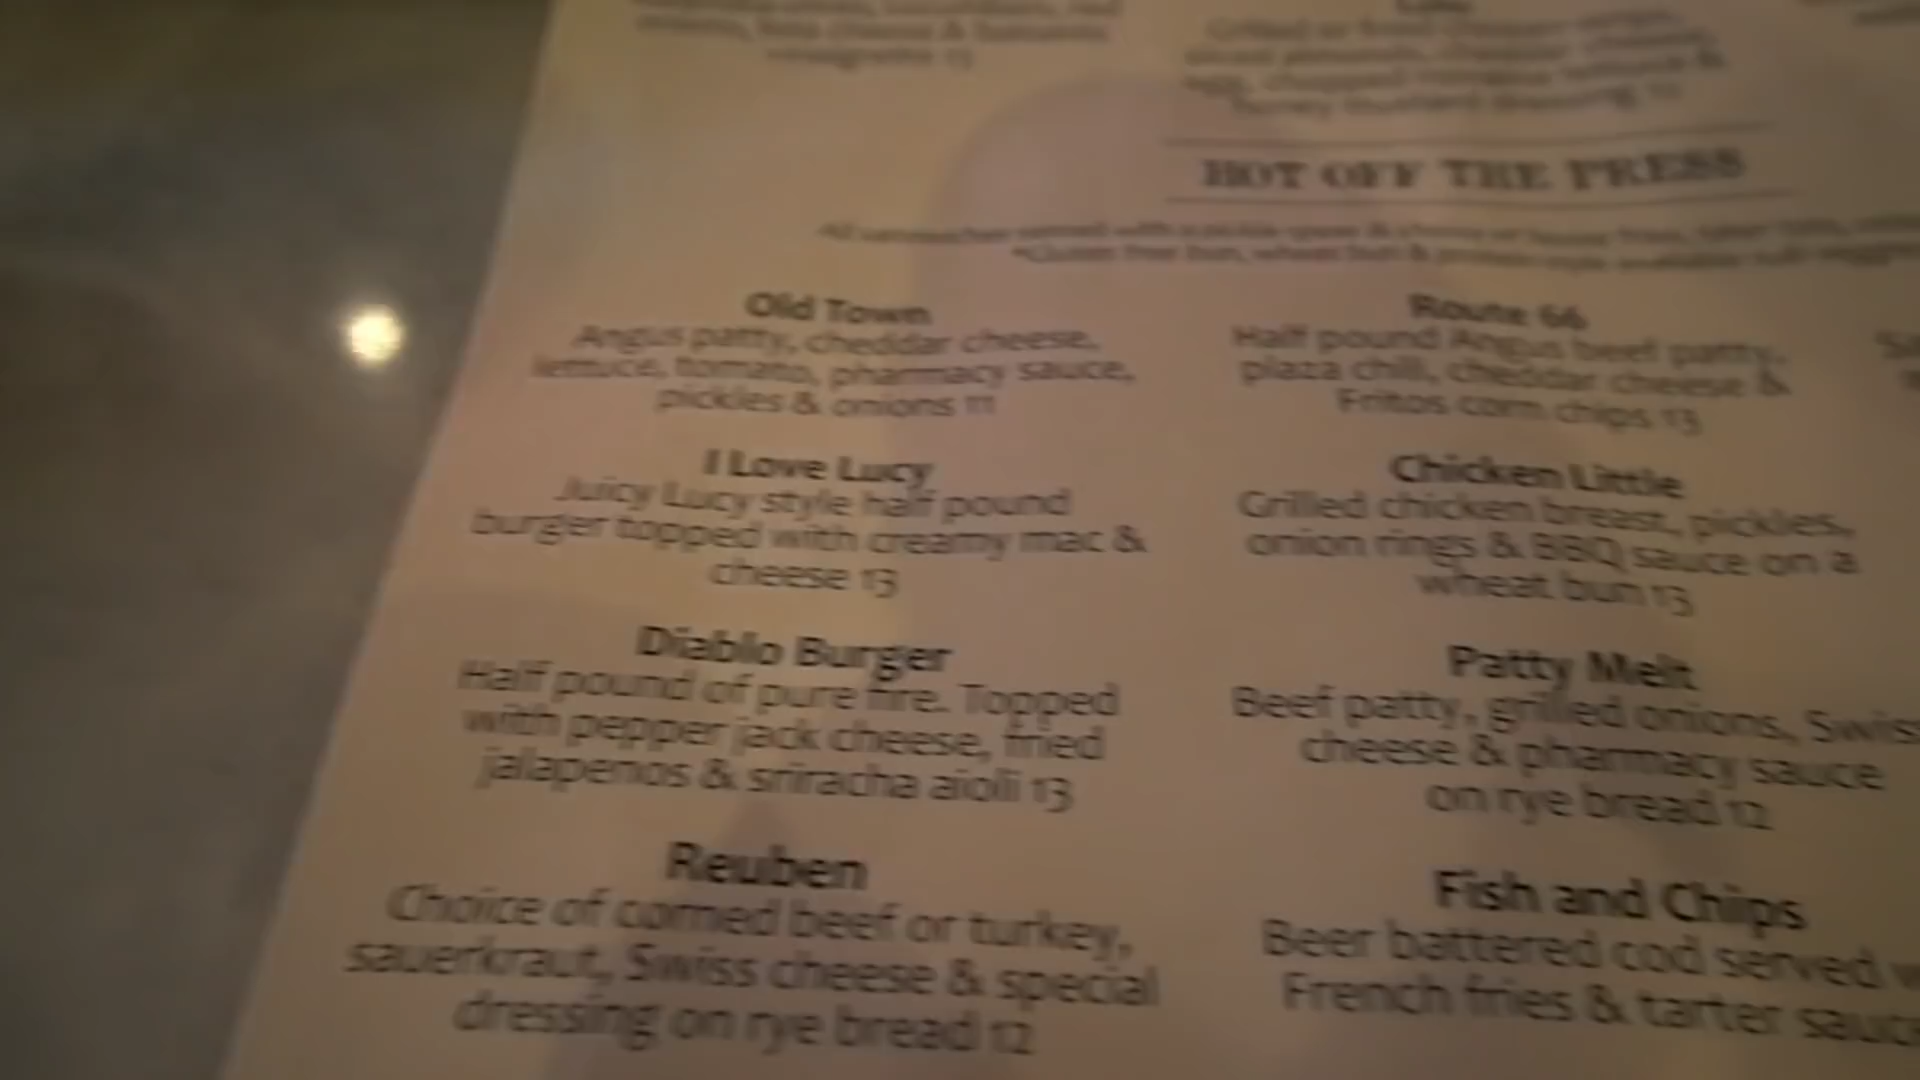 HOT OFF THE PRESS
Old Town
Angus patty, cheddar cheese,
lettuce, tomato, pharmacy sauce,
pickles & onions 11
I Love Lucy
Juicy Lucy style half pound
burger topped with creamy mac &
cheese 13
Diablo Burger
Half pound of pure fire. Topped
with pepper jack cheese, fried
jalapenos & sriracha aioli 13
Reuben
Choice of corned beef or turkey,
sauerkraut, Swiss cheese & special
dressing on rye bread 12
Route 66
Half pound Angus beef patty,
plaza chili, cheddar cheese &
Fritos corn chips 13
Chicken Little
Grilled chicken breast, pickles,
onion rings & BBQ sauce on a
wheat bun 13
Patty Melt
Beef patty, grilled onions, Swiss
cheese & pharmacy sauce
on rye bread 12
Fish and Chips
Beer battered cod served
French fries & tarter sauce